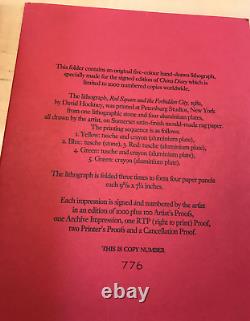 This folder contains an original five-colour hand-drawn lithograph,
specially made for the signed edition of China Diary which is
limited to 1000 numbered copies worldwide.
The lithograph, Red Square and the Forbidden City, 1982,
by David Hockney, was printed at Petersburg Studios, New York
from one lithographic stone and four aluminium plates,
all drawn by the artist, on Somerset satin-finish mould-made rag paper.
The printing sequence is as follows:
1. Yellow: tusche and crayon (aluminium plate),
2. Blue: tusche (stone), 3. Red: tusche (aluminium plate),
4. Green: tusche and crayon (aluminium plate),
5. Green: crayon (aluminium plate).
The lithograph is folded three times to form four paper panels
each 9⅝ x 7¼ inches.
Each impression is signed and numbered by the artist
in an edition of 1000 plus 100 Artist's Proofs,
one Archive Impression, one RTP (right to print) Proof,
two Printer's Proofs and a Cancellation Proof.
THIS IS COPY NUMBER
776